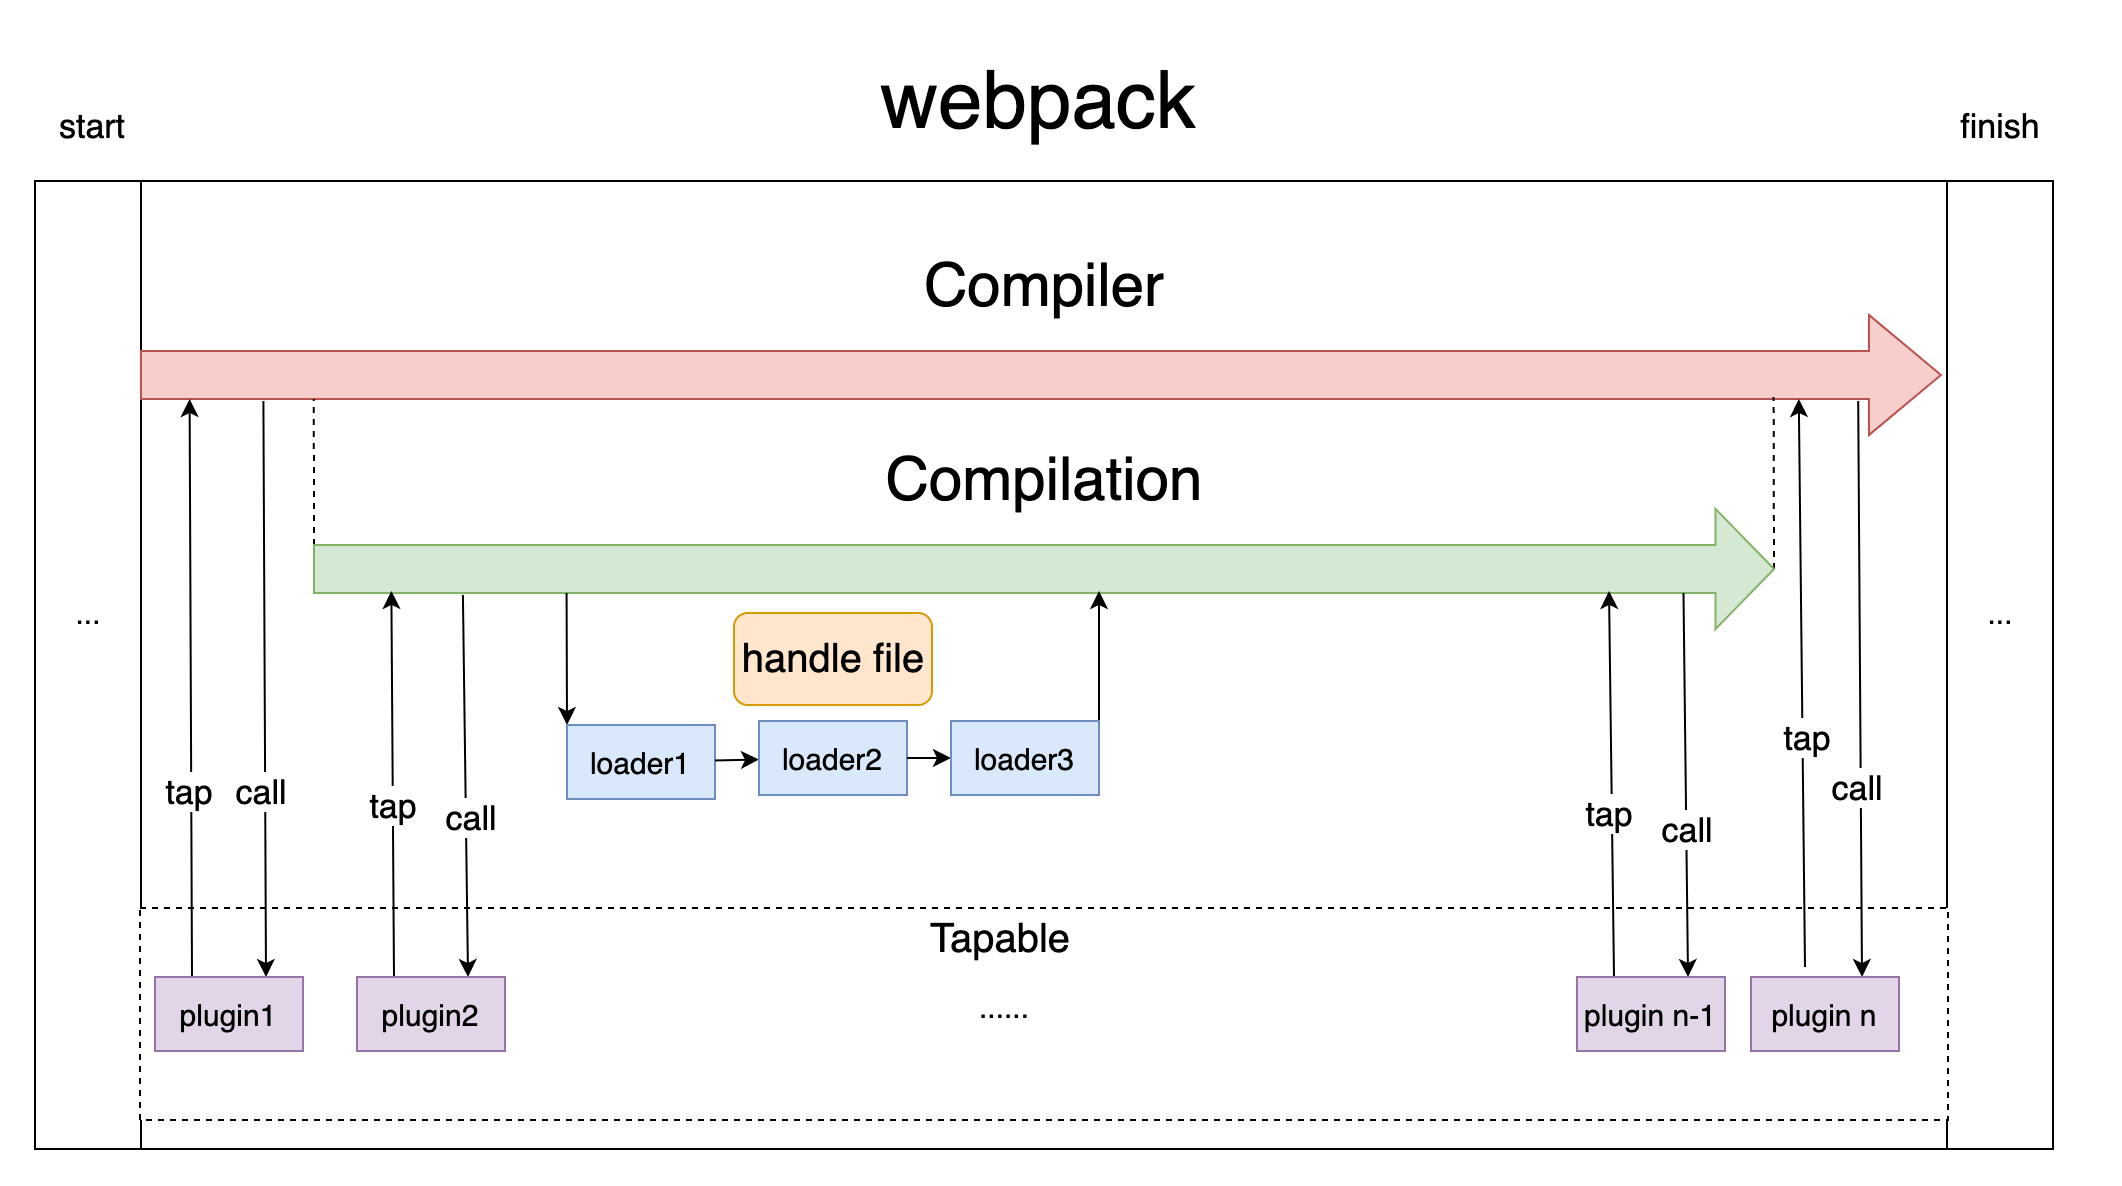 webpack
start
finish
Compiler
Compilation
...
...
handle file
loader1
loader2
loader3
tap
call
tap
call
tap
call
tap
call
Tapable
plugin1
plugin2
......
plugin n-1
plugin n